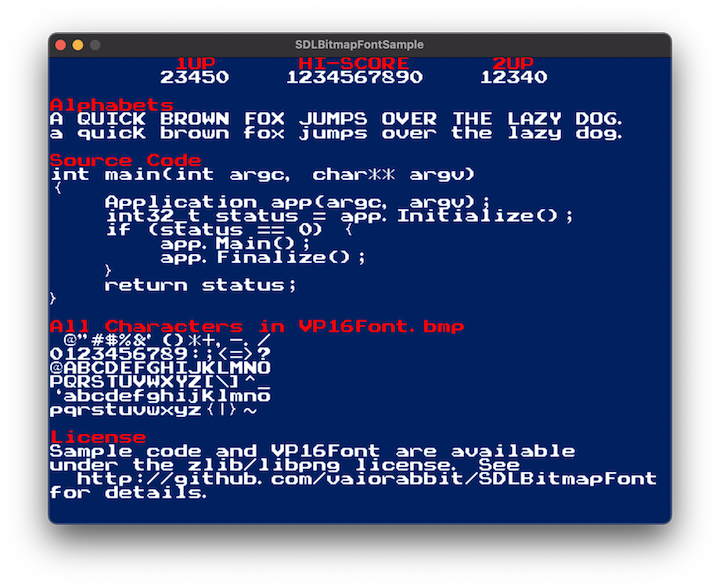 SDLBitmapFontSample
1UP HI-SCORE 2UP
23450 1234567890 12340
Alphabets
A QUICK BROWN FOX JUMPS OVER THE LAZY DOG.
a quick brown fox jumps over the lazy dog.
Source Code
int main(int argc, char** argv)
{
    Application app(argc, argv);
    int32_t status = app.Initialize();
    if (status == 0) {
        app.Main();
        app.Finalize();
    }
    return status;
}
All Characters in VP16Font.bmp
 @"#$%&'()*+,-./
0123456789:;<=>?
@ABCDEFGHIJKLMNO
PQRSTUVWXYZ[\]^_
`abcdefghijklmno
pqrstuvwxyz{|}~
License
Sample code and VP16Font are available
under the zlib/libpng license. See
  http://github.com/vaiorabbit/SDLBitmapFont
for details.